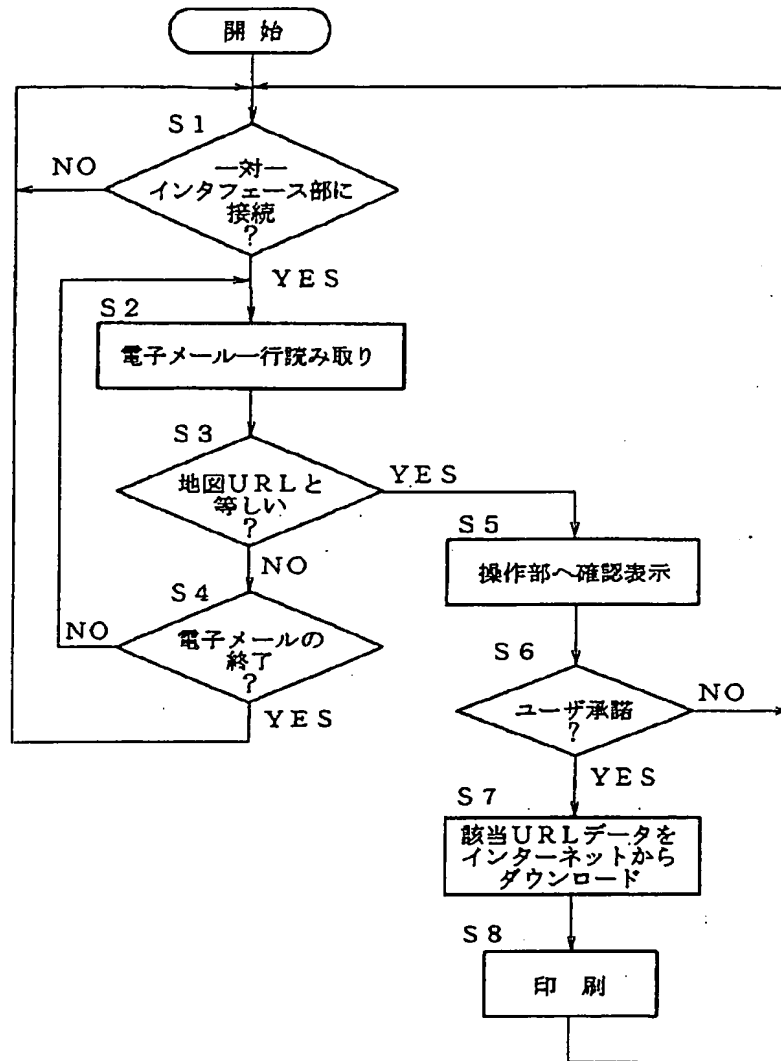 開始
S1
NO
一対一
インタフェース部に
接続
?
YES
S2
電子メール一行読み取り
S3
地図URLと
等しい
?
YES
NO
S4
電子メールの
終了
?
NO
YES
S5
操作部へ確認表示
S6
ユーザ承諾
?
NO
YES
S7
該当URLデータを
インターネットから
ダウンロード
S8
印刷